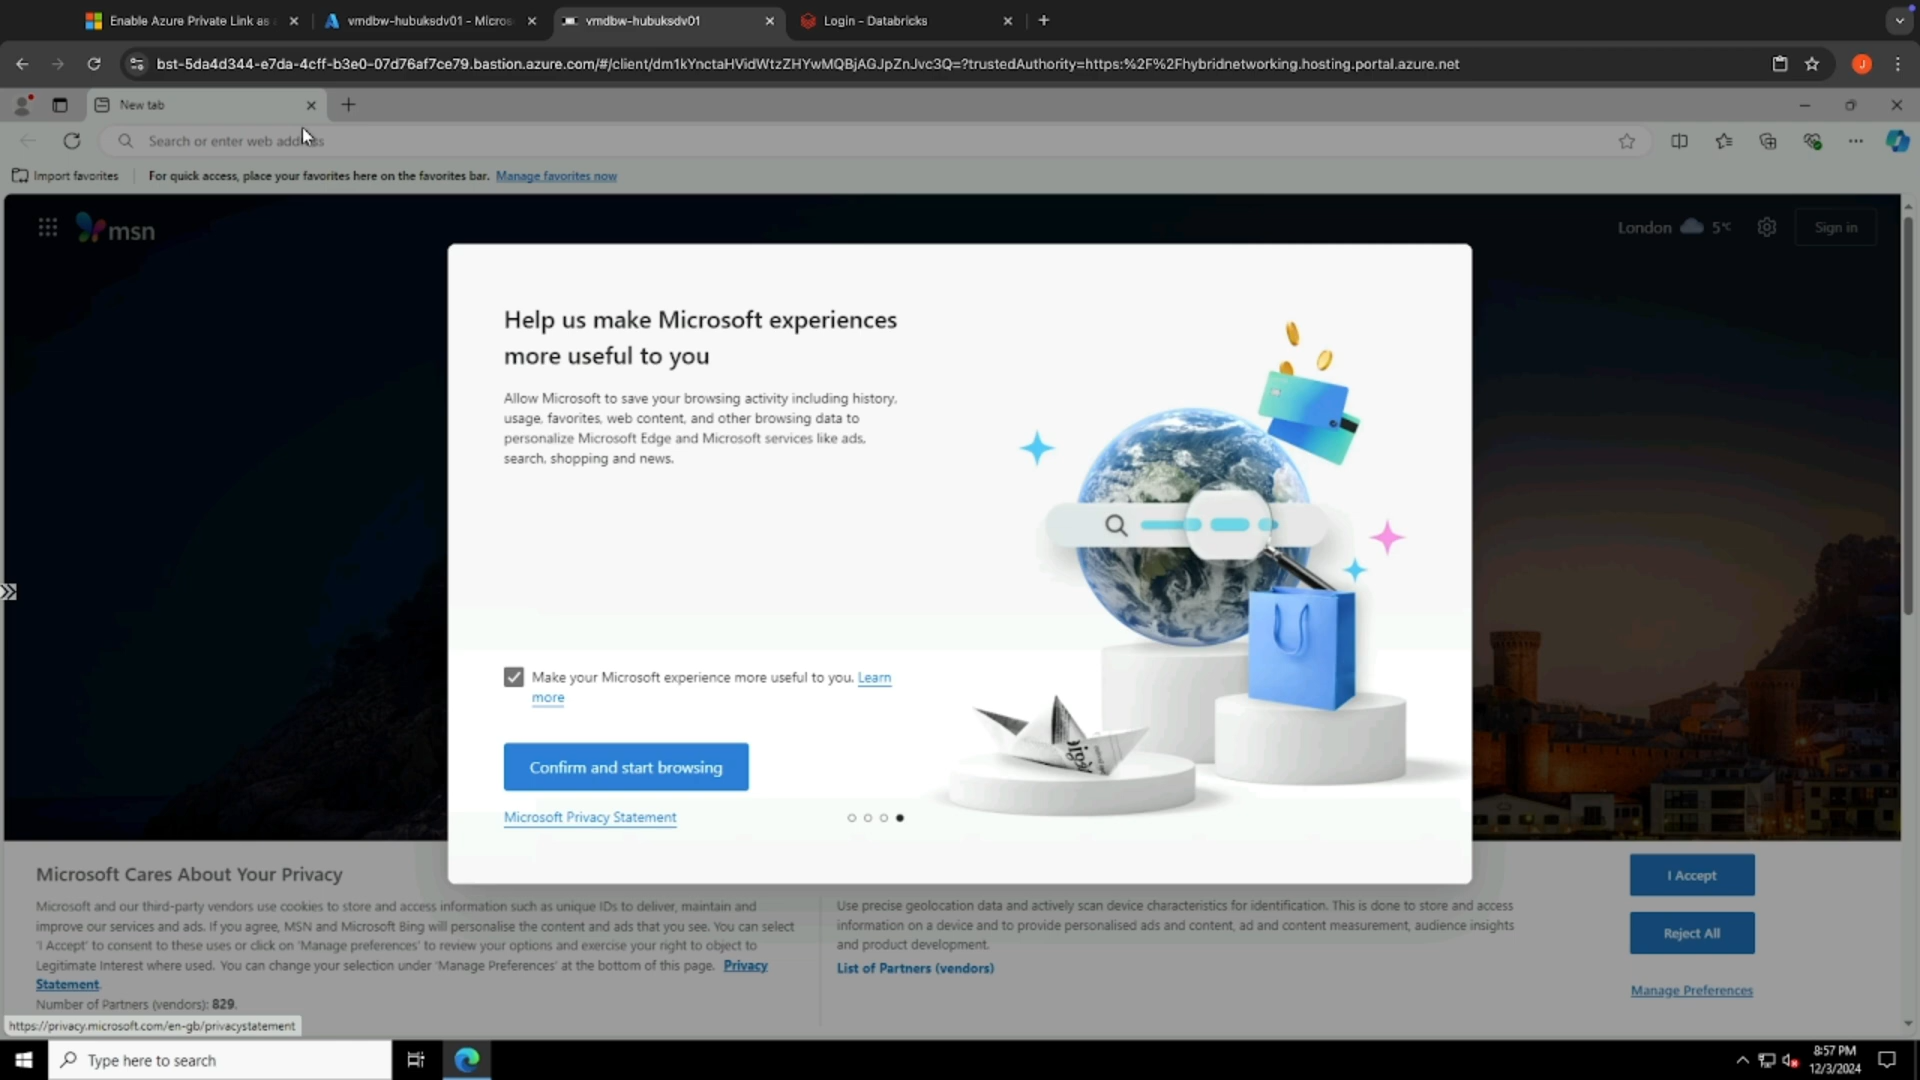 Enable Azure Private Link as
vmdbw-hubuksdv01 - Micros
vmdbw-hubuksdv01
Login - Databricks
bst-5da4d344-e7da-4cff-b3e0-07d76af7ce79.bastion.azure.com/#/client/dm1kYnctaHVidWtzZHYwMQBjAGJpZnJvc3Q=?trustedAuthority=https:%2F%2Fhybridnetworking.hosting.portal.azure.net
J
New tab
Search or enter web address
Import favorites
For quick access, place your favorites here on the favorites bar. Manage favorites now
msn
London 5°C
Sign in
Help us make Microsoft experiences
more useful to you
Allow Microsoft to save your browsing activity including history,
usage, favorites, web content, and other browsing data to
personalize Microsoft Edge and Microsoft services like ads,
search, shopping and news.
Make your Microsoft experience more useful to you. Learn
more
Confirm and start browsing
Microsoft Privacy Statement
Microsoft Cares About Your Privacy
Microsoft and our third-party vendors use cookies to store and access information such as unique IDs to deliver, maintain and
improve our services and ads. If you agree, MSN and Microsoft Bing will personalise the content and ads that you see. You can select
'I Accept' to consent to these uses or click on 'Manage preferences' to review your options and exercise your right to object to
Legitimate Interest where used. You can change your selection under 'Manage Preferences' at the bottom of this page. Privacy
Statement.
Number of Partners (vendors): 829.
Use precise geolocation data and actively scan device characteristics for identification. This is done to store and access
information on a device and to provide personalised ads and content, ad and content measurement, audience insights
and product development.
List of Partners (vendors)
I Accept
Reject All
Manage Preferences
https://privacy.microsoft.com/en-gb/privacystatement
Type here to search
8:57 PM
12/3/2024